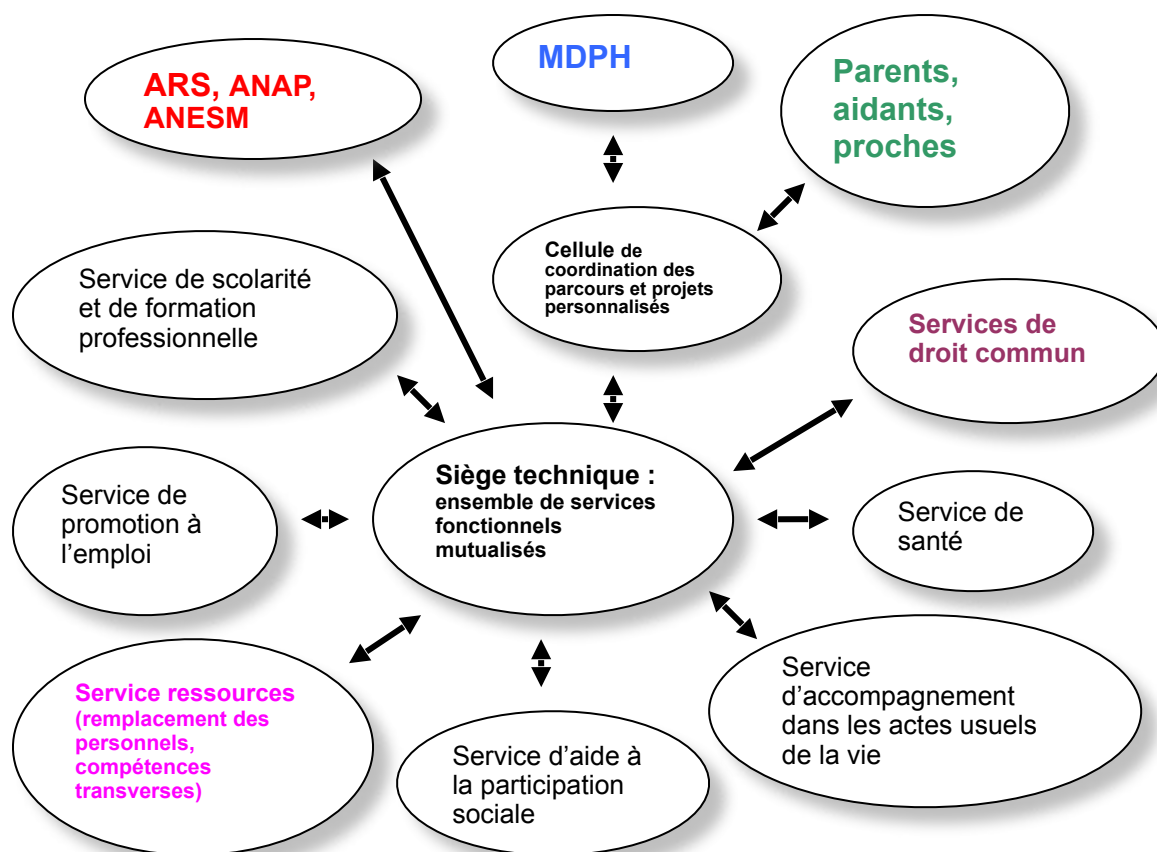 ARS, ANAP,
ANESM
MDPH
Parents,
aidants,
proches
Cellule de
coordination des
parcours et projets
personnalisés
Service de scolarité
et de formation
professionnelle
Services de
droit commun
Siège technique :
ensemble de services
fonctionnels
mutualisés
Service de
promotion à
l’emploi
Service de
santé
Service ressources
(remplacement des
personnels,
compétences
transverses)
Service d’aide à
la participation
sociale
Service
d’accompagnement
dans les actes usuels
de la vie